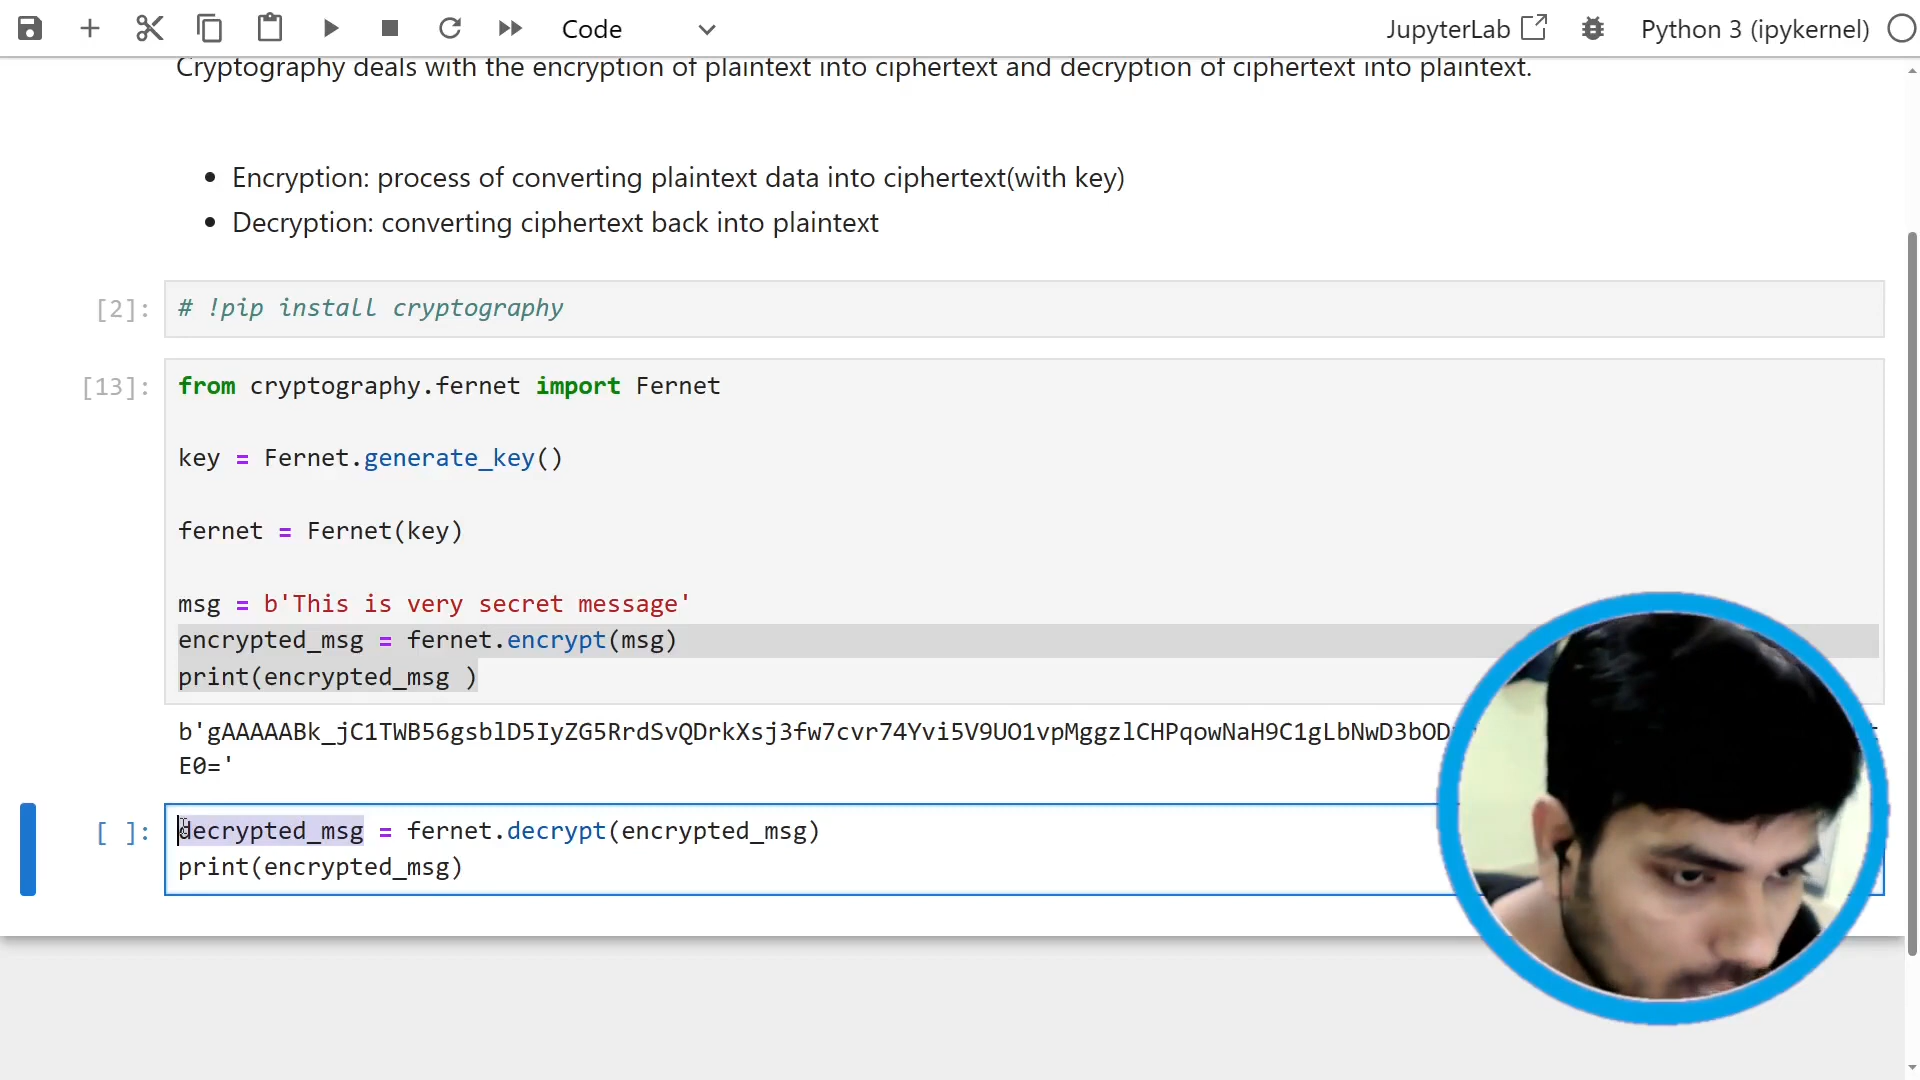 Code
JupyterLab
Python 3 (ipykernel)
Cryptography deals with the encryption of plaintext into ciphertext and decryption of ciphertext into plaintext.
• Encryption: process of converting plaintext data into ciphertext(with key)
• Decryption: converting ciphertext back into plaintext
[2]:
# !pip install cryptography
[13]:
from cryptography.fernet import Fernet
key = Fernet.generate_key()
fernet = Fernet(key)
msg = b'This is very secret message'
encrypted_msg = fernet.encrypt(msg)
print(encrypted_msg )
b'gAAAAABk_jC1TWB56gsblD5IyZG5RrdSvQDrkXsj3fw7cvr74Yvi5V9UO1vpMggzlCHPqowNaH9C1gLbNwD3bOD
E0='
[ ]:
decrypted_msg = fernet.decrypt(encrypted_msg)
print(encrypted_msg)